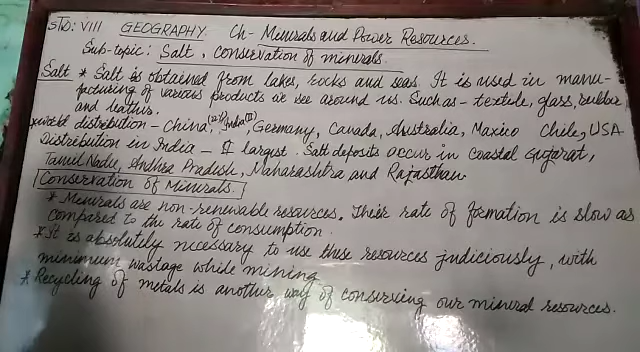 STD: VIII GEOGRAPHY Ch- Minerals and Power Resources.
Sub-topic: Salt, conservation of minerals.
Salt * Salt is obtained from lakes, rocks and seas. It is used in manu-
facturing of various products we see around us. Such as - textile, glass, rubber,
and leather.
* World distribution - China, India (III), Germany, Canada, Australia, Mexico Chile, USA
Distribution in India - largest. Salt deposits occur in coastal Gujarat,
Tamil Nadu, Andhra Pradesh, Maharashtra and Rajasthan
Conservation of Minerals.
* Minerals are non-renewable resources. Their rate of formation is slow as
compared to the rate of consumption.
* It is absolutely necessary to use these resources judiciously, with
minimum wastage while mining
* Recycling of metals is another way of conserving our mineral resources.